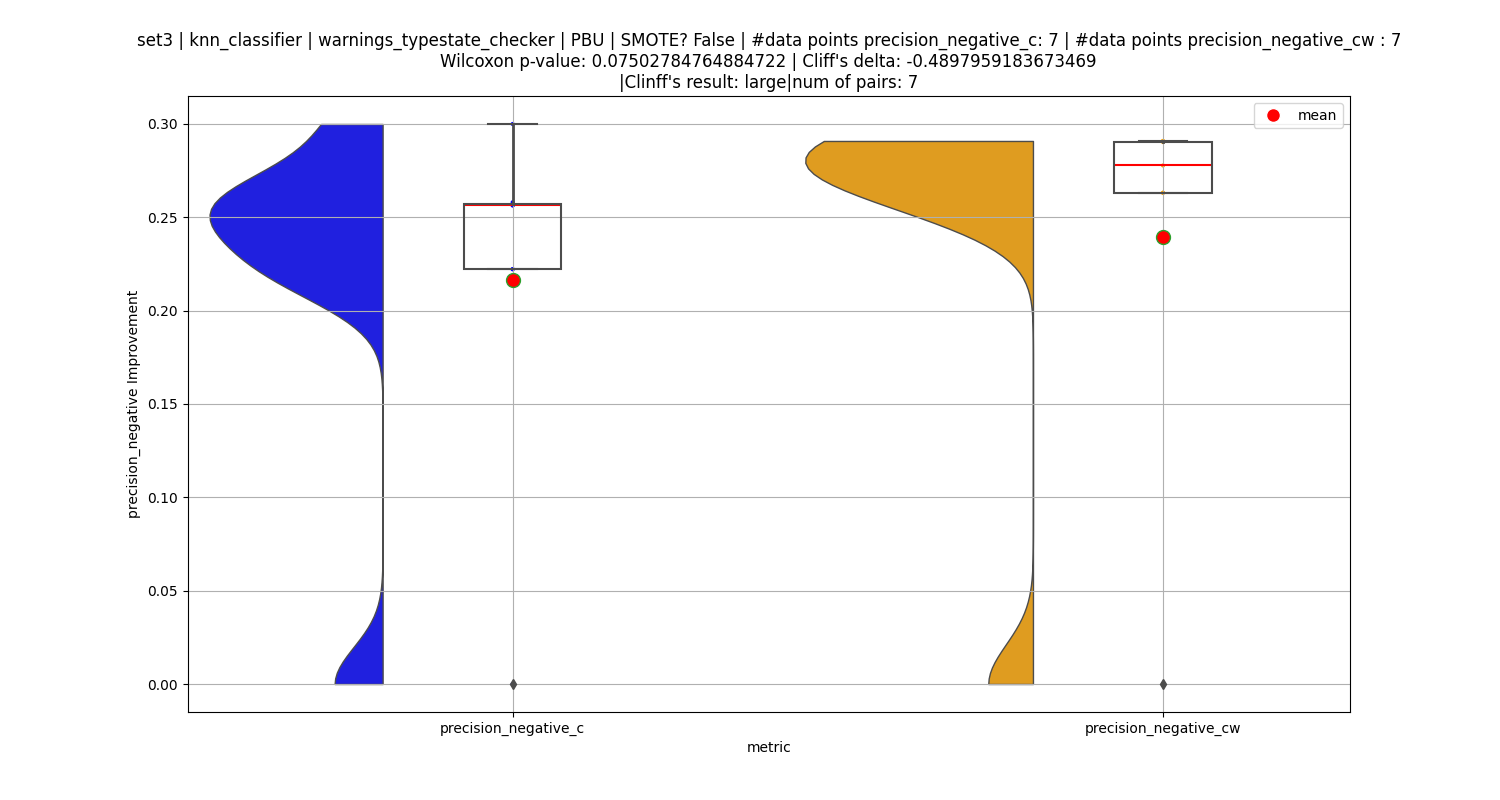 set3 | knn_classifier | warnings_typestate_checker | PBU | SMOTE? False | #data points precision_negative_c: 7 | #data points precision_negative_cw : 7
Wilcoxon p-value: 0.07502784764884722 | Cliff's delta: -0.4897959183673469
|Clinff's result: large|num of pairs: 7
mean
0.30
0.25
0.20
0.15
0.10
0.05
0.00
precision_negative Improvement
precision_negative_c
precision_negative_cw
metric